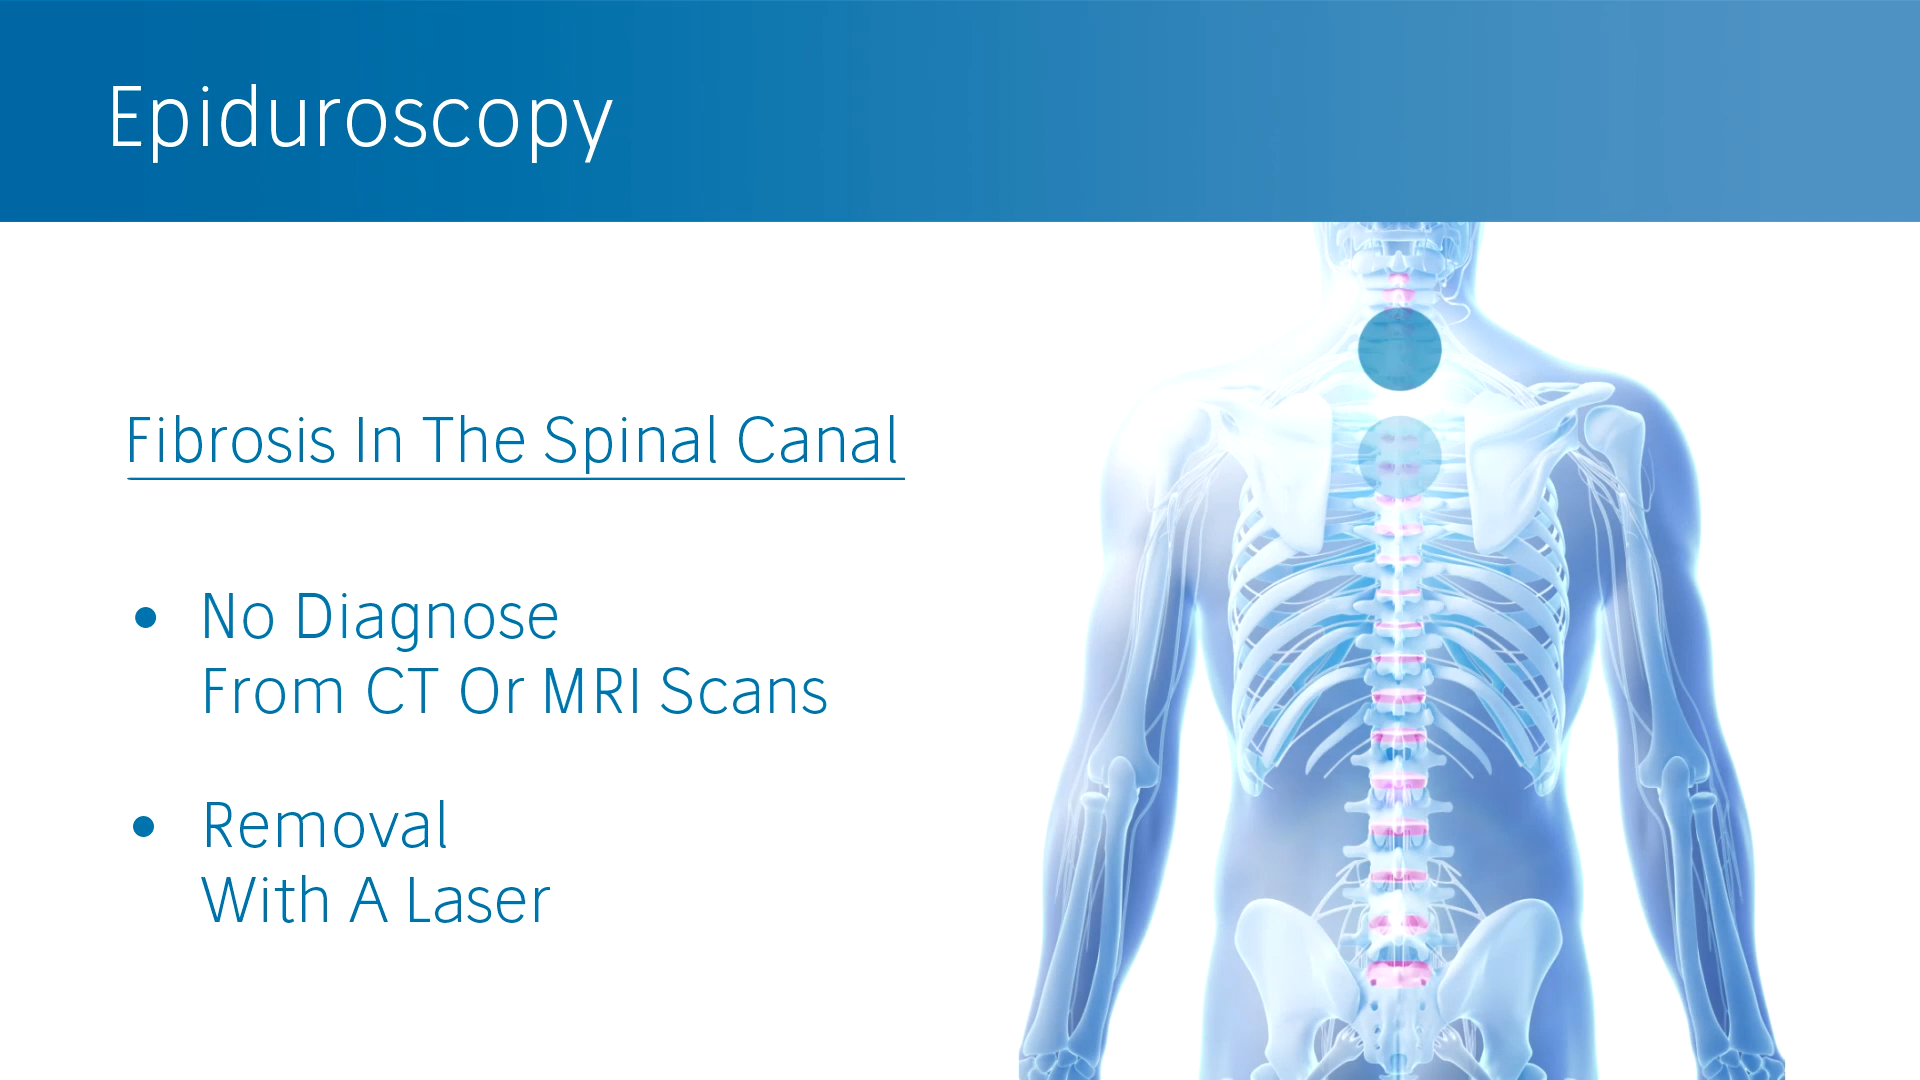 Epiduroscopy
Fibrosis In The Spinal Canal
• No Diagnose
From CT Or MRI Scans
• Removal
With A Laser